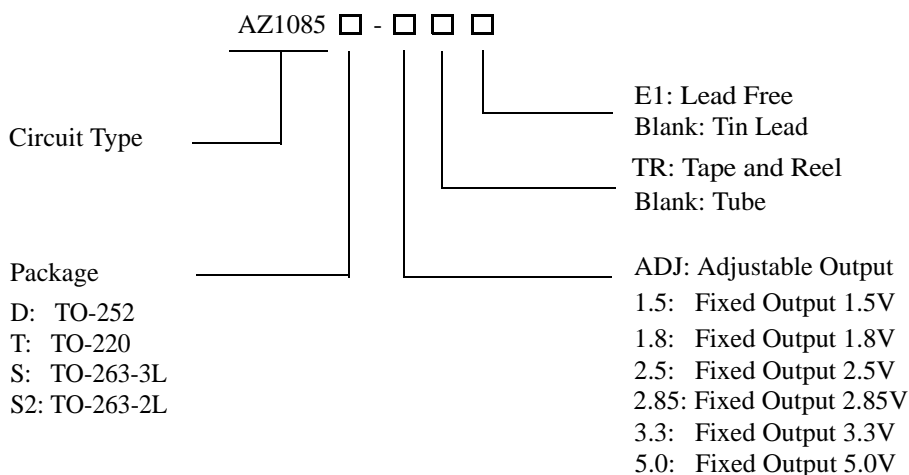 AZ1085 □ - □ □ □
E1: Lead Free
Blank: Tin Lead
Circuit Type
TR: Tape and Reel
Blank: Tube
Package
D: TO-252
T: TO-220
S: TO-263-3L
S2: TO-263-2L
ADJ: Adjustable Output
1.5: Fixed Output 1.5V
1.8: Fixed Output 1.8V
2.5: Fixed Output 2.5V
2.85: Fixed Output 2.85V
3.3: Fixed Output 3.3V
5.0: Fixed Output 5.0V